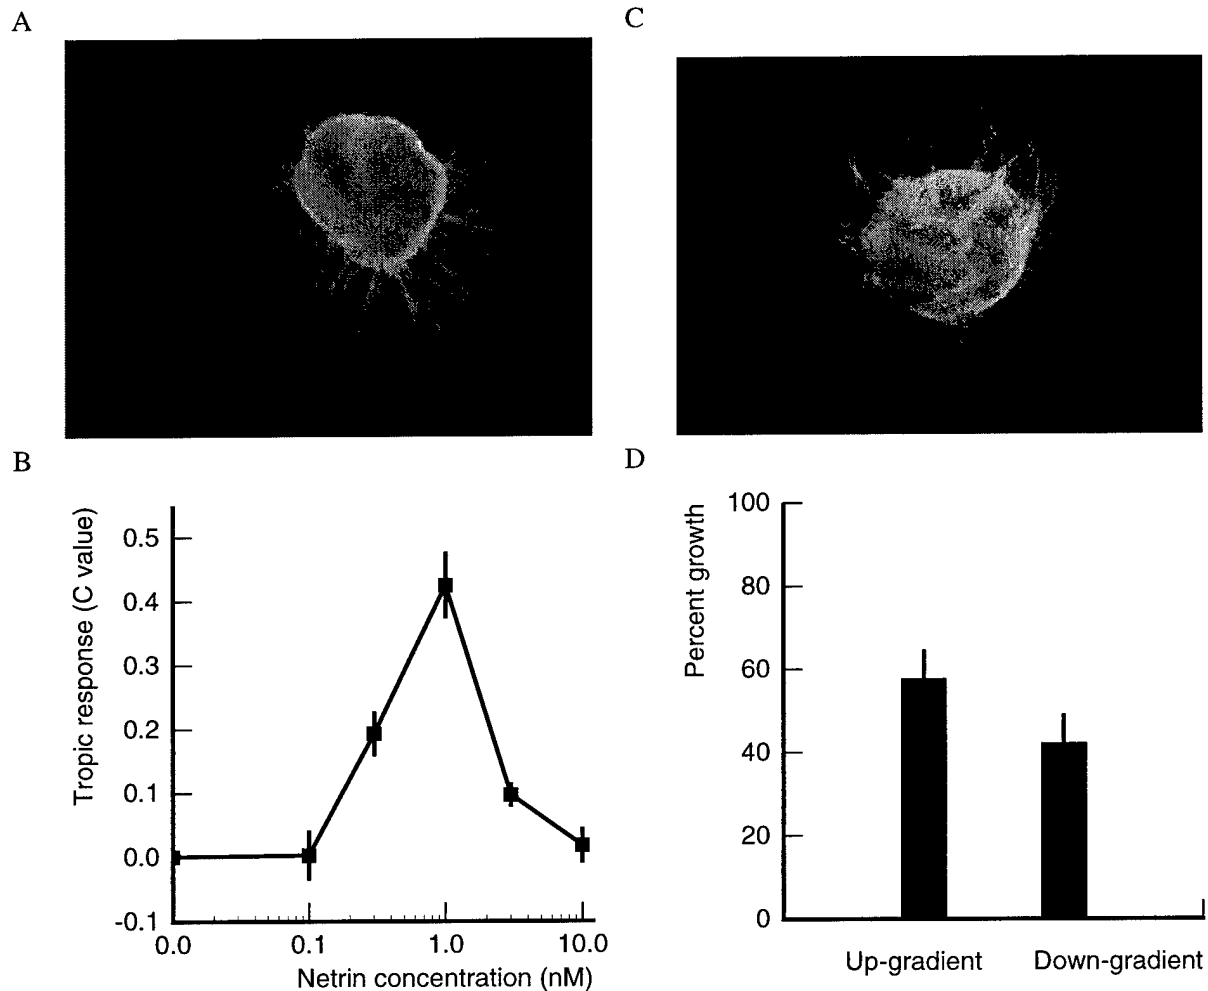 A
C
B
D
Tropic response (C value)
0.5
0.4
0.3
0.2
0.1
0.0
-0.1
0.0 0.1 1.0 10.0
Netrin concentration (nM)
Percent growth
100
80
60
40
20
0
Up-gradient Down-gradient